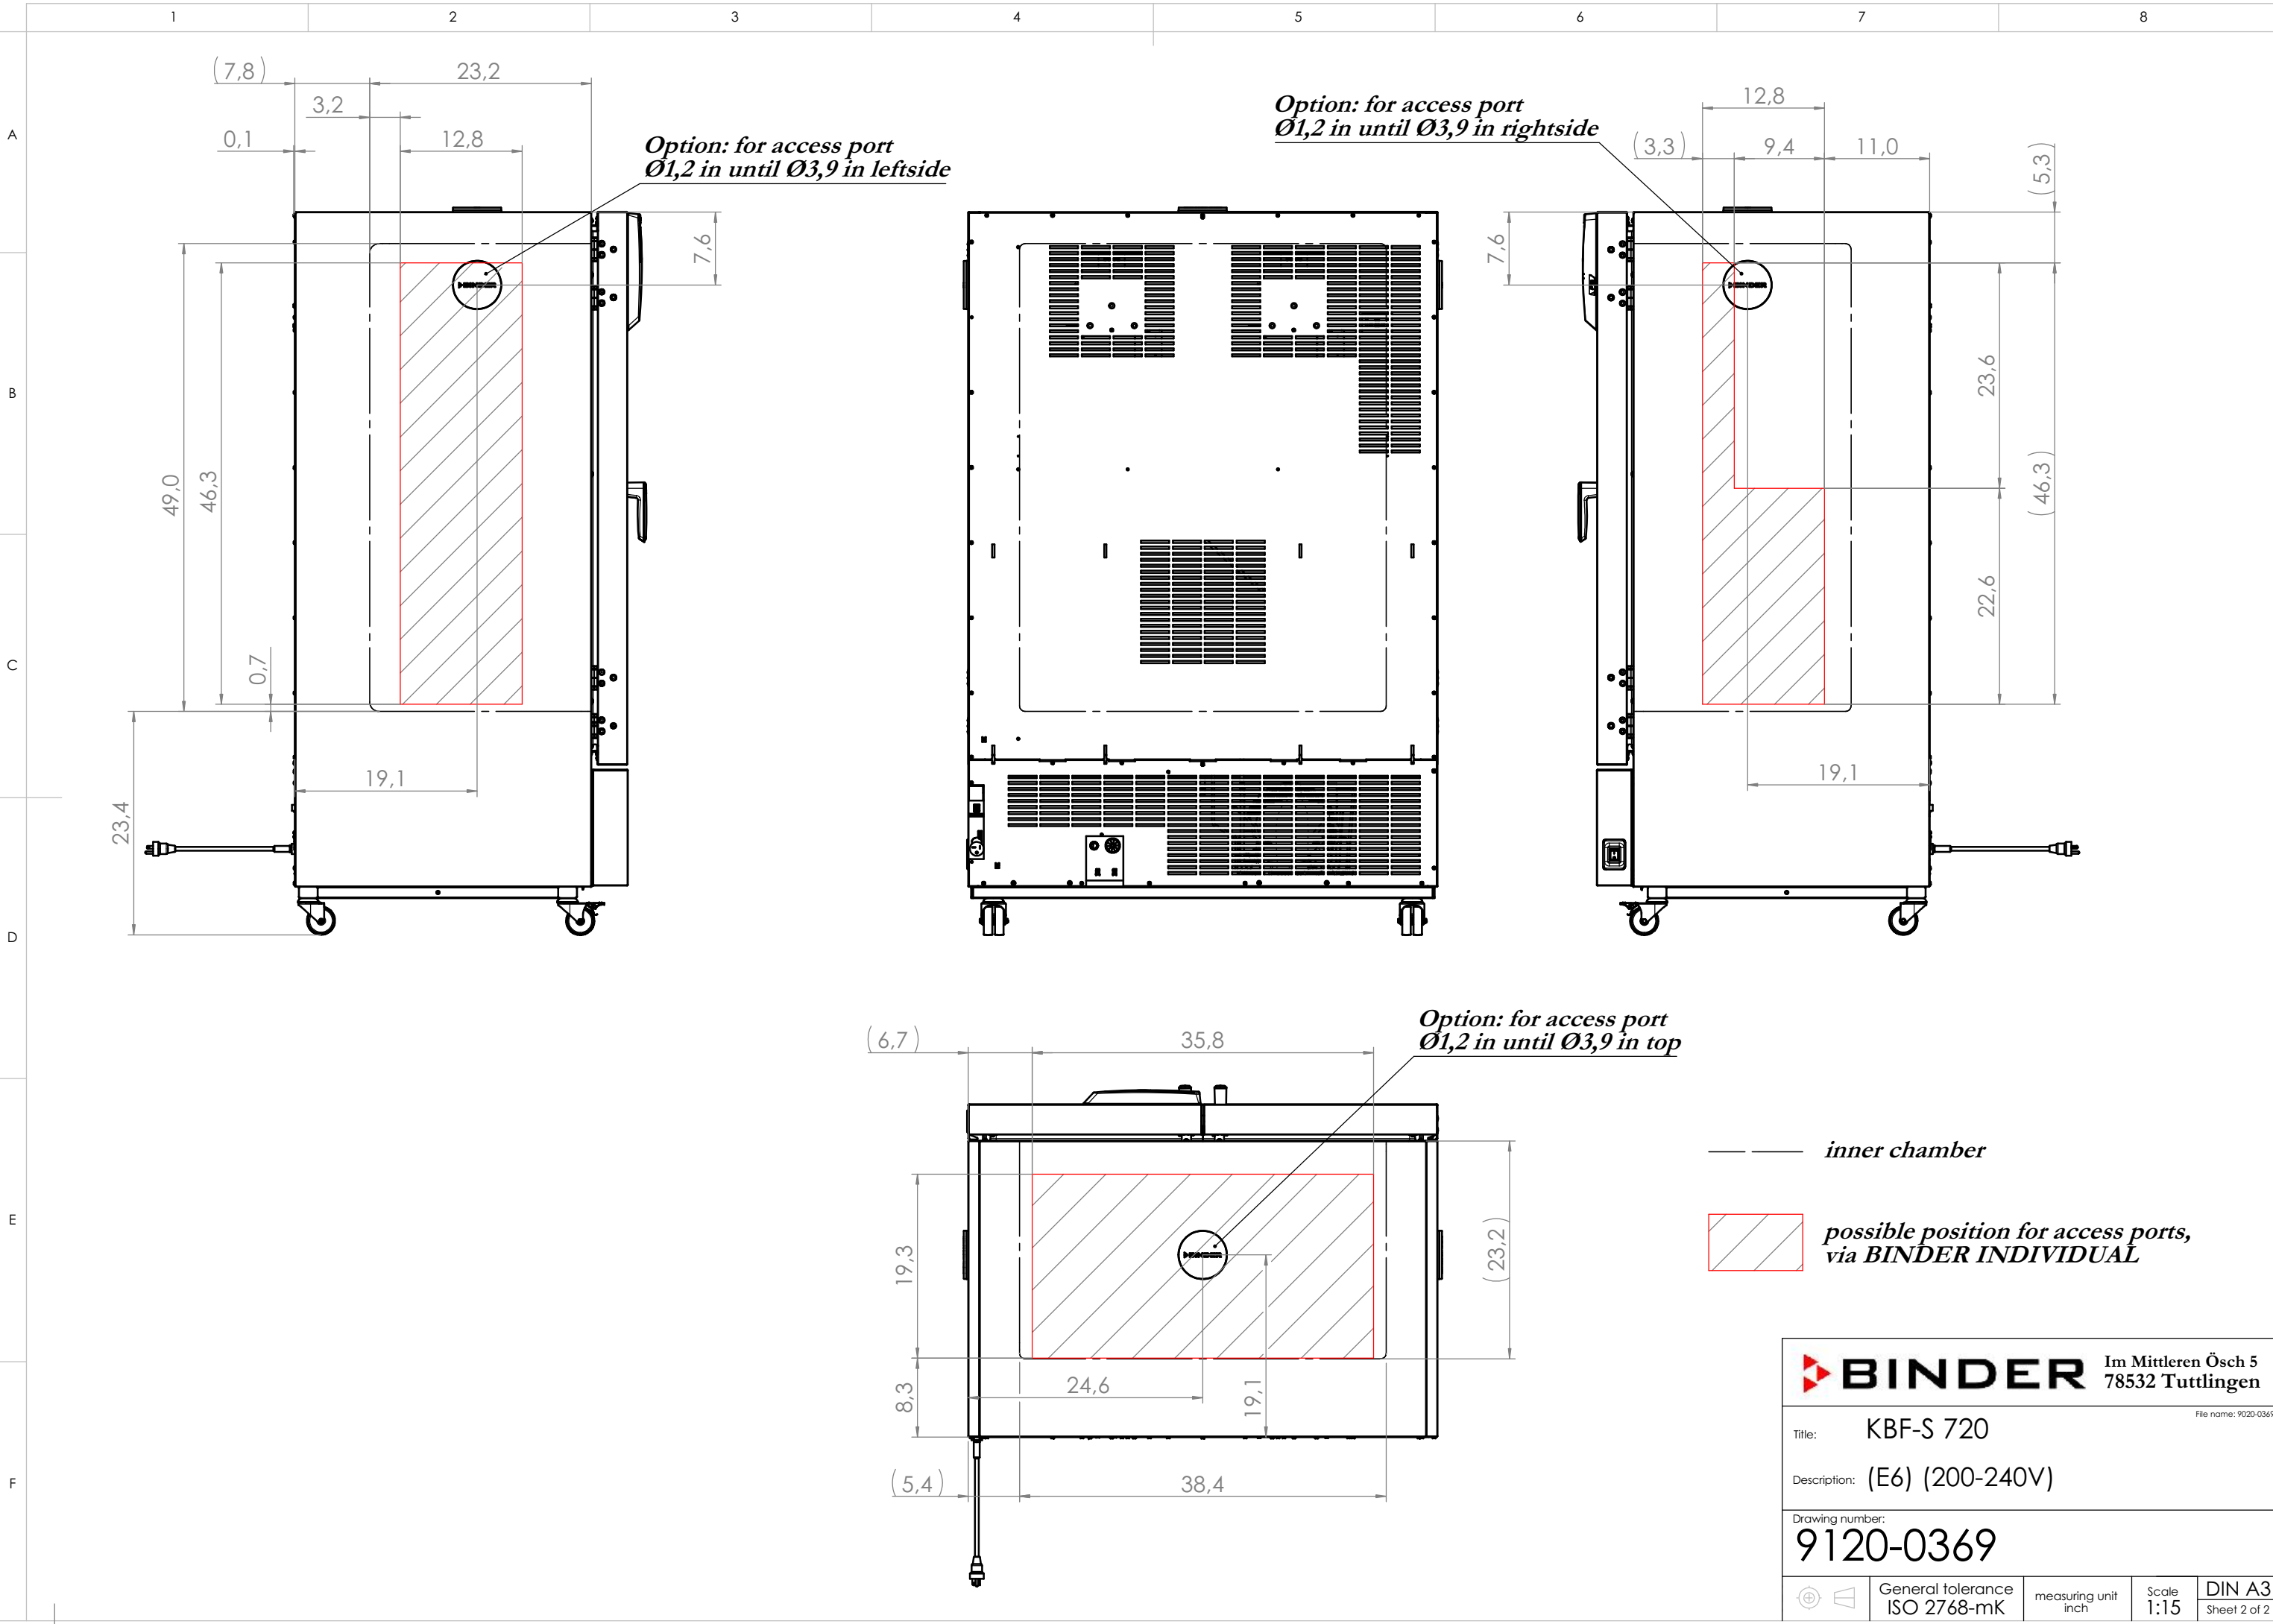 1 2 3 4 5 6 7 8
A
B
C
D
E
F
(7,8)
23,2
3,2
0,1
12,8
Option: for access port
Ø1,2 in until Ø3,9 in leftside
7,6
49,0
46,3
0,7
19,1
23,4
BINDER
Option: for access port
Ø1,2 in until Ø3,9 in rightside
12,8
(3,3)
9,4
11,0
(5,3)
7,6
BINDER
23,6
(46,3)
22,6
19,1
Option: for access port
Ø1,2 in until Ø3,9 in top
(6,7)
35,8
BINDER
19,3
(23,2)
8,3
24,6
19,1
(5,4)
38,4
inner chamber
possible position for access ports,
via BINDER INDIVIDUAL
BINDER
Im Mittleren Ösch 5
78532 Tuttlingen
File name: 9020-0369
Title: KBF-S 720
Description: (E6) (200-240V)
Drawing number:
9120-0369
General tolerance
ISO 2768-mK
measuring unit
inch
Scale
1:15
DIN A3
Sheet 2 of 2